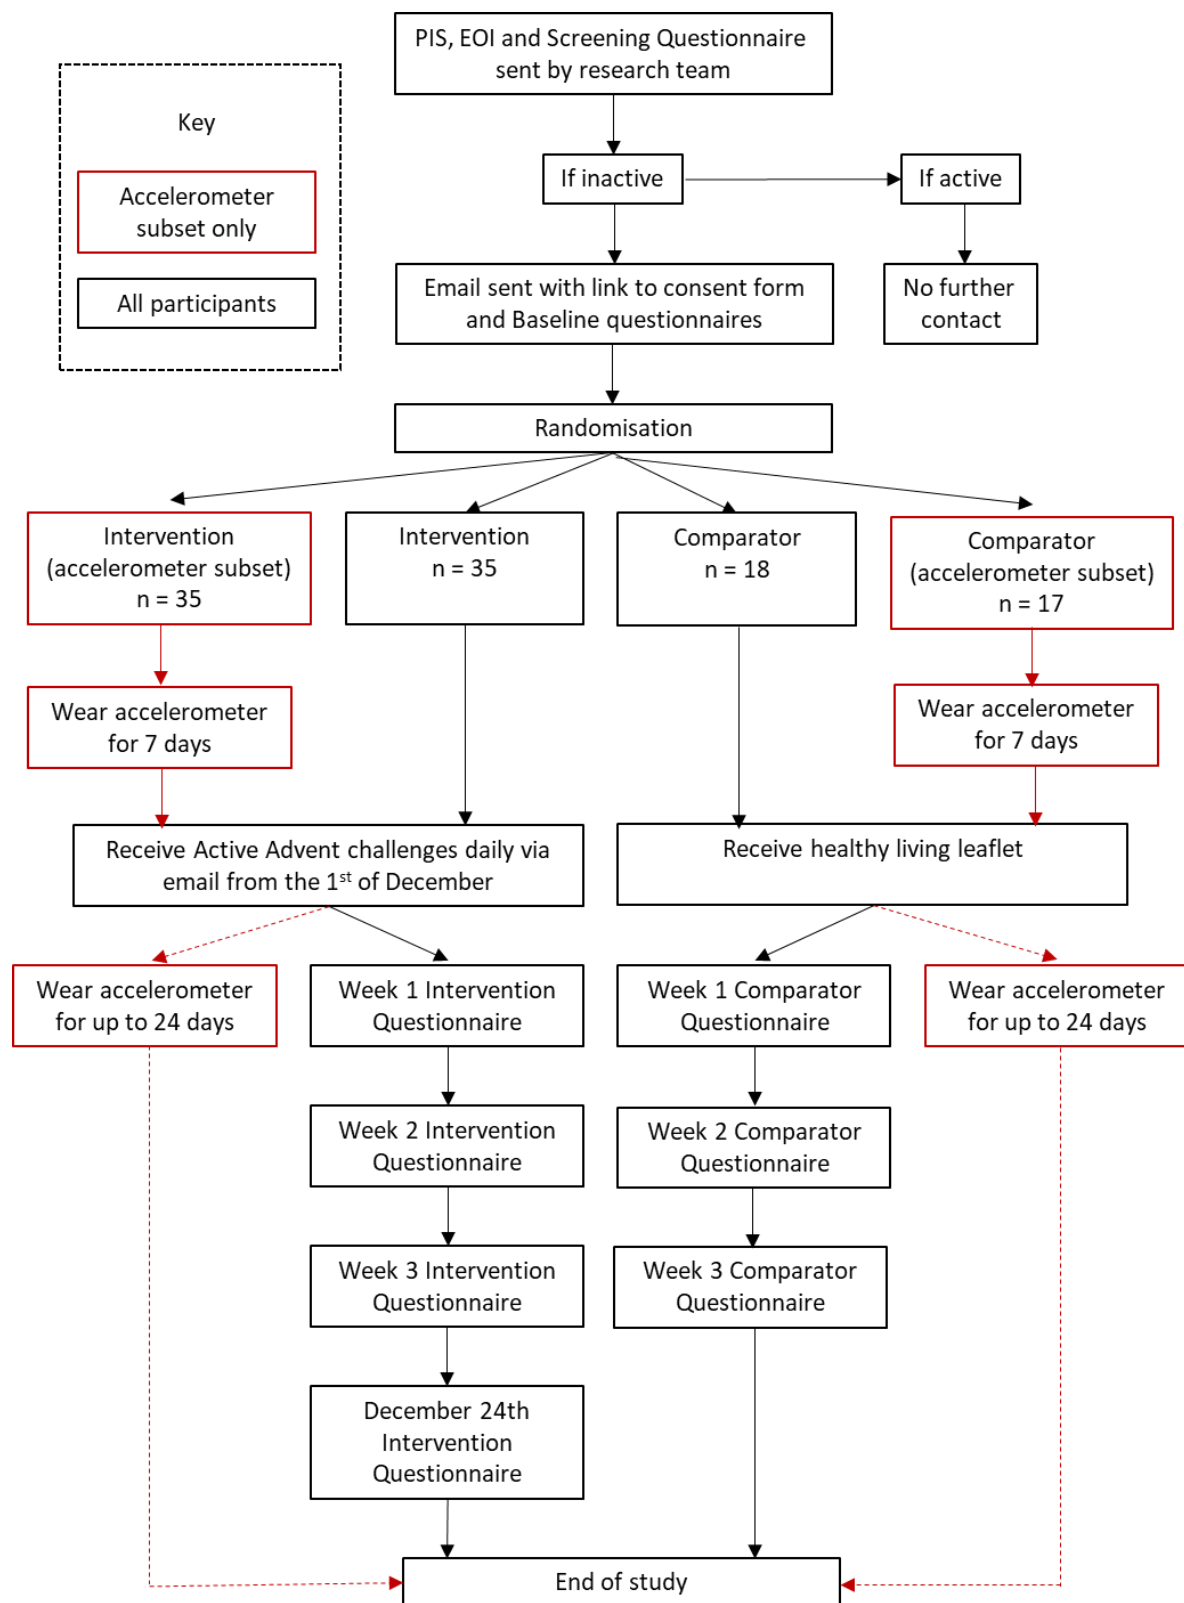 PIS, EOI and Screening Questionnaire
sent by research team
Key
Accelerometer
subset only
All participants
If inactive
If active
Email sent with link to consent form
and Baseline questionnaires
No further
contact
Randomisation
Intervention
(accelerometer subset)
n = 35
Intervention
n = 35
Comparator
n = 18
Comparator
(accelerometer subset)
n = 17
Wear accelerometer
for 7 days
Wear accelerometer
for 7 days
Receive Active Advent challenges daily via
email from the 1st of December
Receive healthy living leaflet
Wear accelerometer
for up to 24 days
Week 1 Intervention
Questionnaire
Week 1 Comparator
Questionnaire
Wear accelerometer
for up to 24 days
Week 2 Intervention
Questionnaire
Week 2 Comparator
Questionnaire
Week 3 Intervention
Questionnaire
Week 3 Comparator
Questionnaire
December 24th
Intervention
Questionnaire
End of study